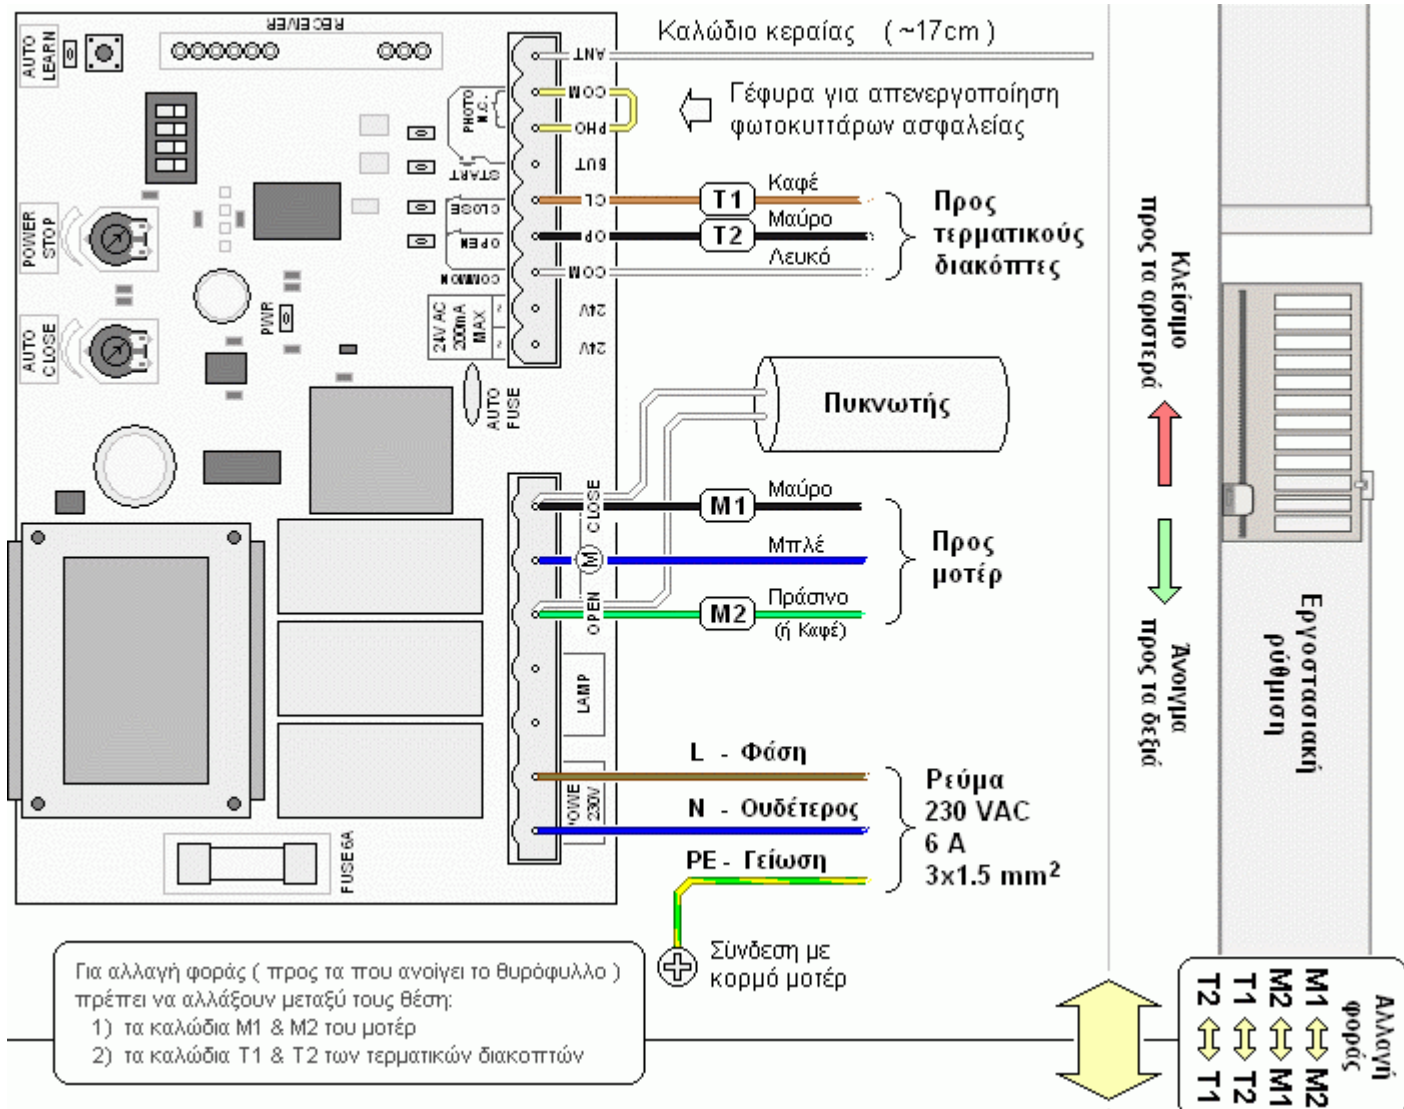 RECEIVER
AUTO
LEARN
ANT
COM
PHO
BUT
CL
OP
COM
24V
24V
PHOTO
N.C.
START
CLOSE
OPEN
COMMON
24V AC
200mA
MAX
~
~
POWER
STOP
AUTO
CLOSE
PWR
AUTO
FUSE
CLOSE
M
OPEN
LAMP
230V
FUSE 6A
Καλώδιο κεραίας ( ~17cm )
Γέφυρα για απενεργοποίηση
φωτοκυττάρων ασφαλείας
T1
Καφέ
T2
Μαύρο
Λευκό
Προς
τερματικούς
διακόπτες
Πυκνωτής
M1
Μαύρο
Μπλέ
M2
Πράσινο
(ή Καφέ)
Προς
μοτέρ
L - Φάση
N - Ουδέτερος
PE - Γείωση
Ρεύμα
230 VAC
6 A
3x1.5 mm²
Σύνδεση με
κορμό μοτέρ
Για αλλαγή φοράς ( προς τα που ανοίγει το θυρόφυλλο )
πρέπει να αλλάξουν μεταξύ τους θέση:
1) τα καλώδια M1 & M2 του μοτέρ
2) τα καλώδια T1 & T2 των τερματικών διακοπτών
Κλείσιμο
προς τα αριστερά
Άνοιγμα
προς τα δεξιά
Εργοστασιακή
ρύθμιση
Αλλαγή
φοράς
M1 M2
M2 M1
T1 T2
T2 T1